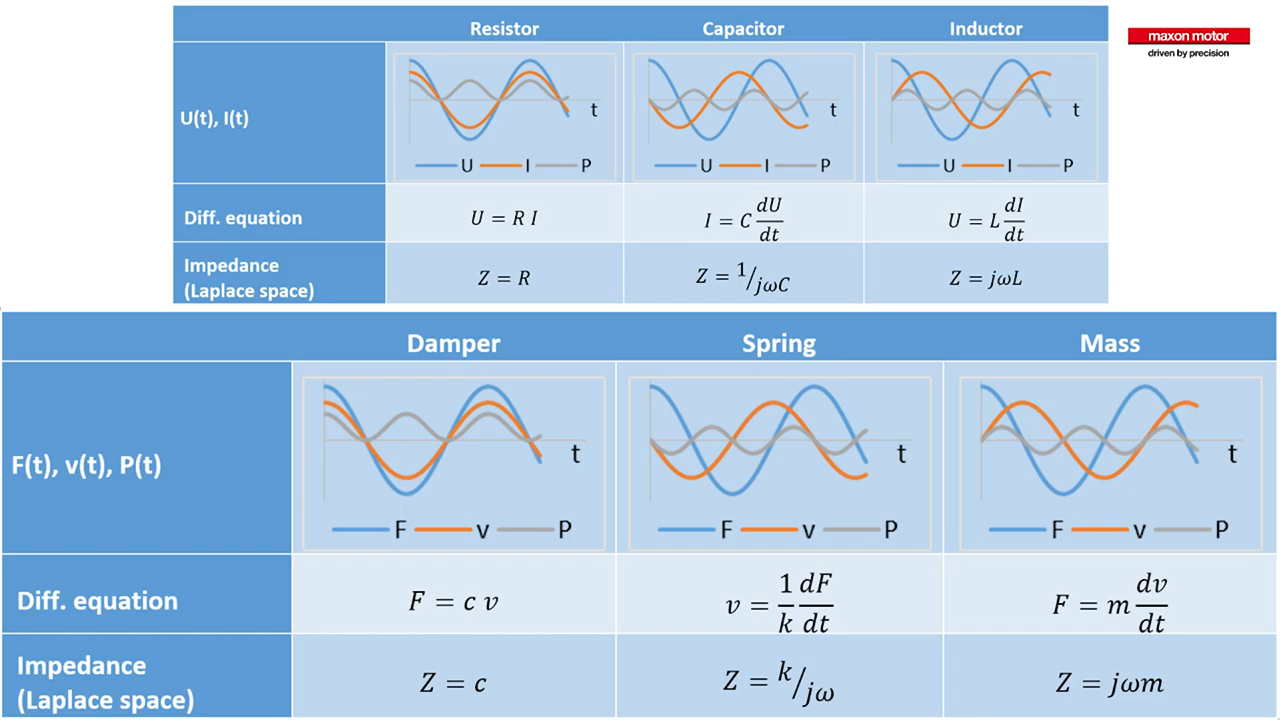 Resistor Capacitor Inductor
maxon motor
driven by precision
U(t), I(t)
t t t
U I P U I P U I P
Diff. equation U = R I I = C dU/dt U = L dI/dt
Impedance
(Laplace space) Z = R Z = 1/jωC Z = jωL
Damper Spring Mass
F(t), v(t), P(t)
t t t
F v P F v P F v P
Diff. equation F = c v v = 1/k dF/dt F = m dv/dt
Impedance
(Laplace space) Z = c Z = k/jω Z = jωm